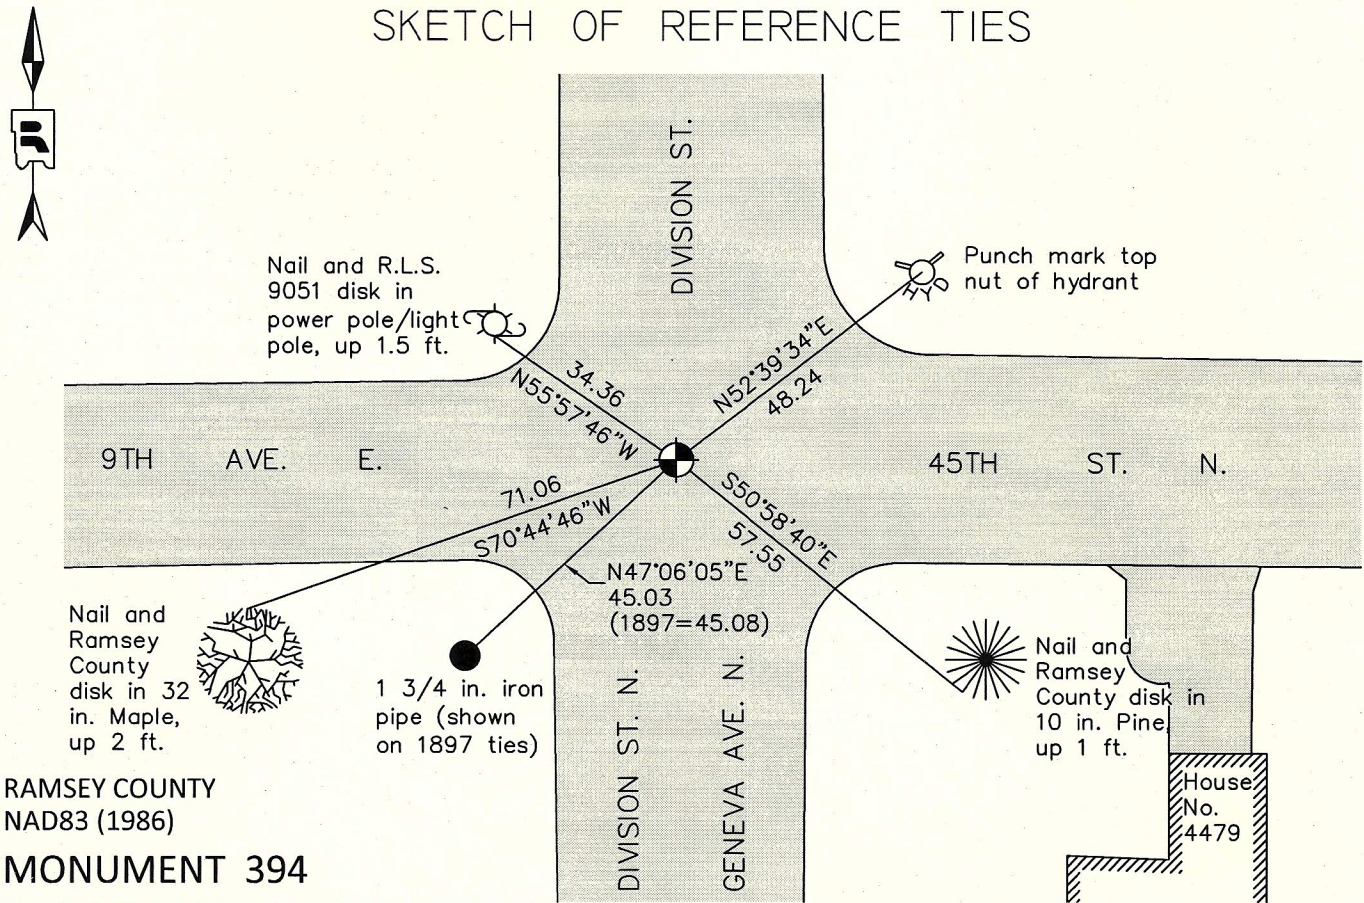 SKETCH OF REFERENCE TIES
R
DIVISION ST.
Nail and R.L.S.
9051 disk in
power pole/light
pole, up 1.5 ft.
Punch mark top
nut of hydrant
HYD
34.36
N55°57'46"W
N52°39'34"E
48.24
9TH AVE. E.
45TH ST. N.
71.06
S70°44'46"W
S50°58'40"E
57.55
N47°06'05"E
45.03
(1897=45.08)
Nail and
Ramsey
County
disk in 32
in. Maple,
up 2 ft.
1 3/4 in. iron
pipe (shown
on 1897 ties)
DIVISION ST. N.
GENEVA AVE. N.
Nail and
Ramsey
County disk in
10 in. Pine,
up 1 ft.
House
No.
4479
RAMSEY COUNTY
NAD83 (1986)
MONUMENT 394